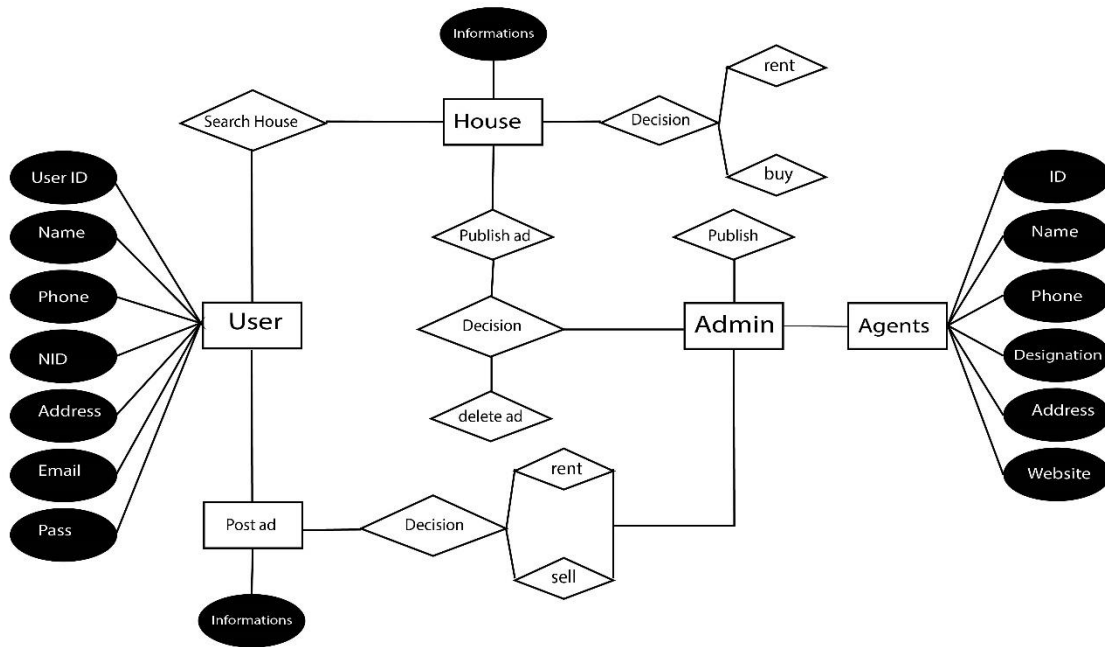 Informations
rent
Search House
House
Decision
buy
User ID
Name
Phone
NID
Address
Email
Pass
User
Publish ad
Publish
Decision
Admin
Agents
delete ad
ID
Name
Phone
Designation
Address
Website
rent
Post ad
Decision
sell
Informations